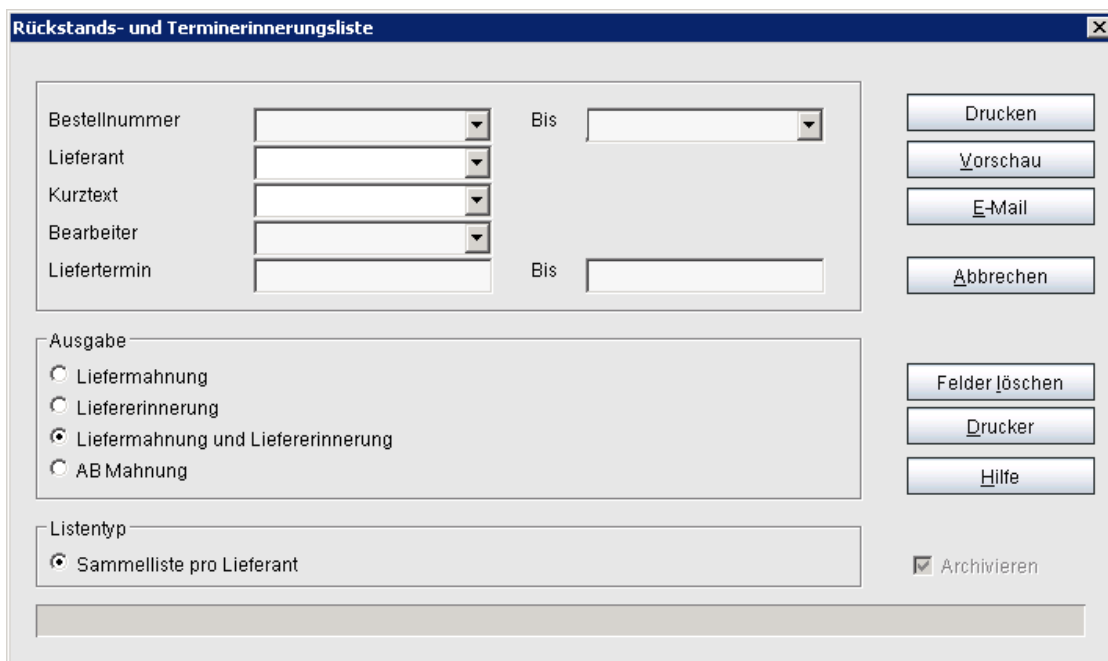 Rückstands- und Terminerinnerungsliste
Bestellnummer
Bis
Lieferant
Kurztext
Bearbeiter
Liefertermin
Bis
Drucken
Vorschau
E-Mail
Abbrechen
Ausgabe
Liefermahnung
Liefererinnerung
Liefermahnung und Liefererinnerung
AB Mahnung
Felder löschen
Drucker
Hilfe
Listentyp
Sammelliste pro Lieferant
Archivieren